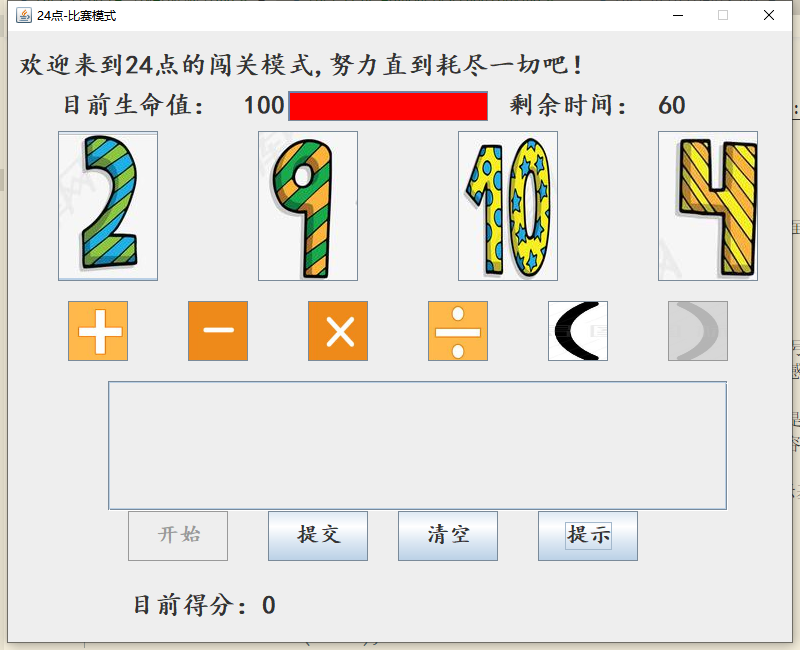 24点-比赛模式
欢迎来到24点的闯关模式,努力直到耗尽一切吧!
目前生命值: 100 剩余时间: 60
2 9 10 4
+ − × ÷ ( )
开始 提交 清空 提示
目前得分: 0